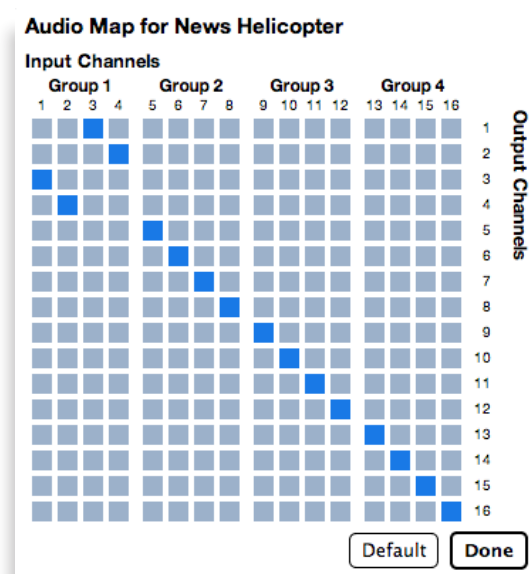 Audio Map for News Helicopter
Input Channels
Group 1 Group 2 Group 3 Group 4
1 2 3 4 5 6 7 8 9 10 11 12 13 14 15 16
Output Channels
1
2
3
4
5
6
7
8
9
10
11
12
13
14
15
16
Default Done